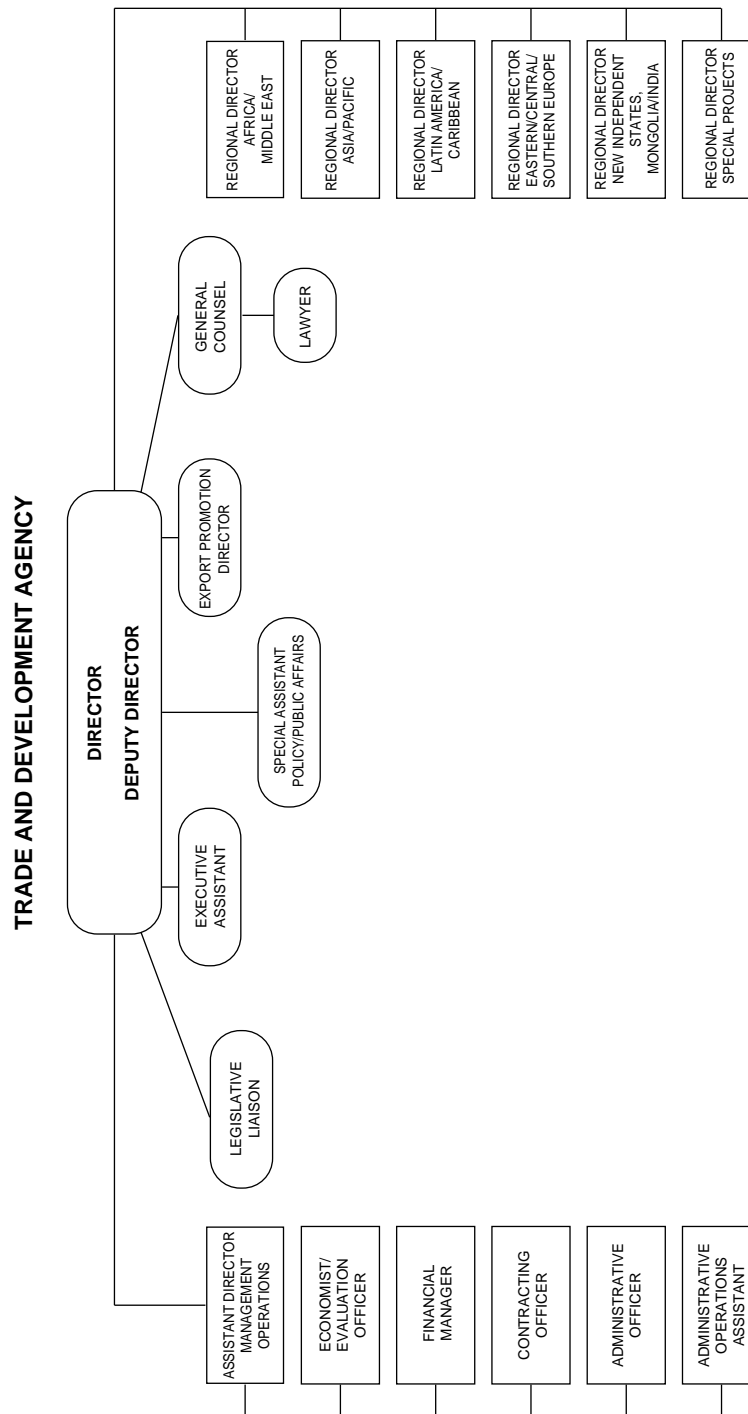 TRADE AND DEVELOPMENT AGENCY
DIRECTOR
DEPUTY DIRECTOR
LEGISLATIVE
LIAISON
EXECUTIVE
ASSISTANT
SPECIAL ASSISTANT
POLICY/PUBLIC AFFAIRS
EXPORT PROMOTION
DIRECTOR
GENERAL
COUNSEL
LAWYER
ASSISTANT DIRECTOR
MANAGEMENT
OPERATIONS
ECONOMIST/
EVALUATION
OFFICER
FINANCIAL
MANAGER
CONTRACTING
OFFICER
ADMINISTRATIVE
OFFICER
ADMINISTRATIVE
OPERATIONS
ASSISTANT
REGIONAL DIRECTOR
AFRICA/
MIDDLE EAST
REGIONAL DIRECTOR
ASIA/PACIFIC
REGIONAL DIRECTOR
LATIN AMERICA/
CARIBBEAN
REGIONAL DIRECTOR
EASTERN/CENTRAL/
SOUTHERN EUROPE
REGIONAL DIRECTOR
NEW INDEPENDENT
STATES,
MONGOLIA/INDIA
REGIONAL DIRECTOR
SPECIAL PROJECTS